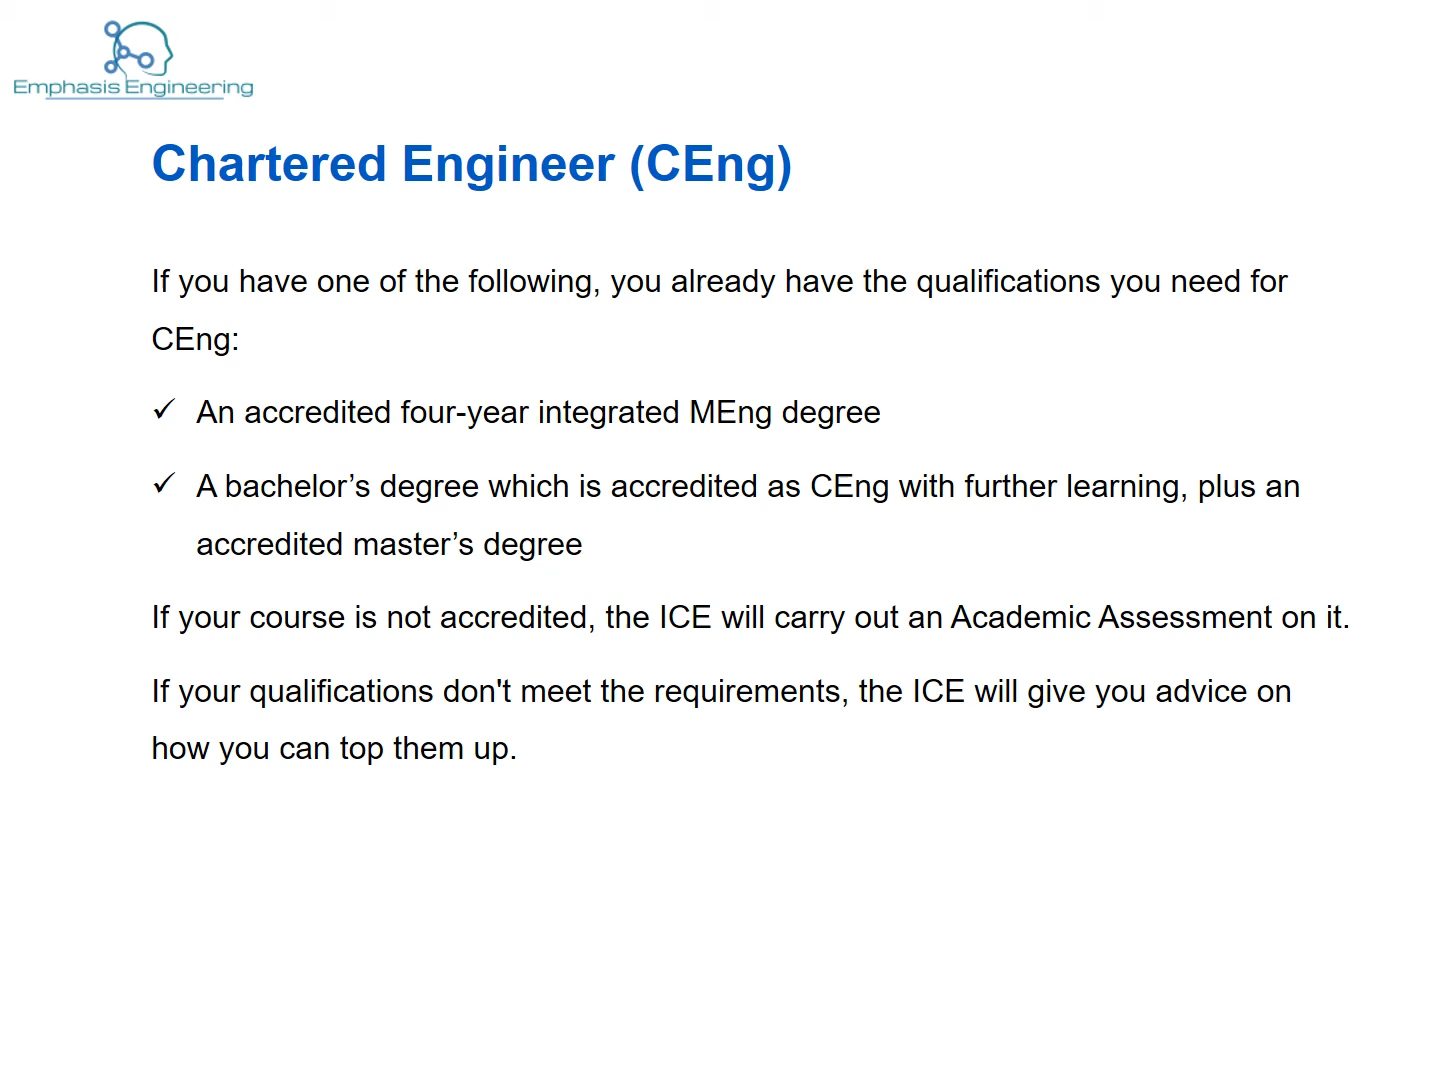 Emphasis Engineering
Chartered Engineer (CEng)
If you have one of the following, you already have the qualifications you need for
CEng:
✓ An accredited four-year integrated MEng degree
✓ A bachelor’s degree which is accredited as CEng with further learning, plus an
accredited master’s degree
If your course is not accredited, the ICE will carry out an Academic Assessment on it.
If your qualifications don't meet the requirements, the ICE will give you advice on
how you can top them up.